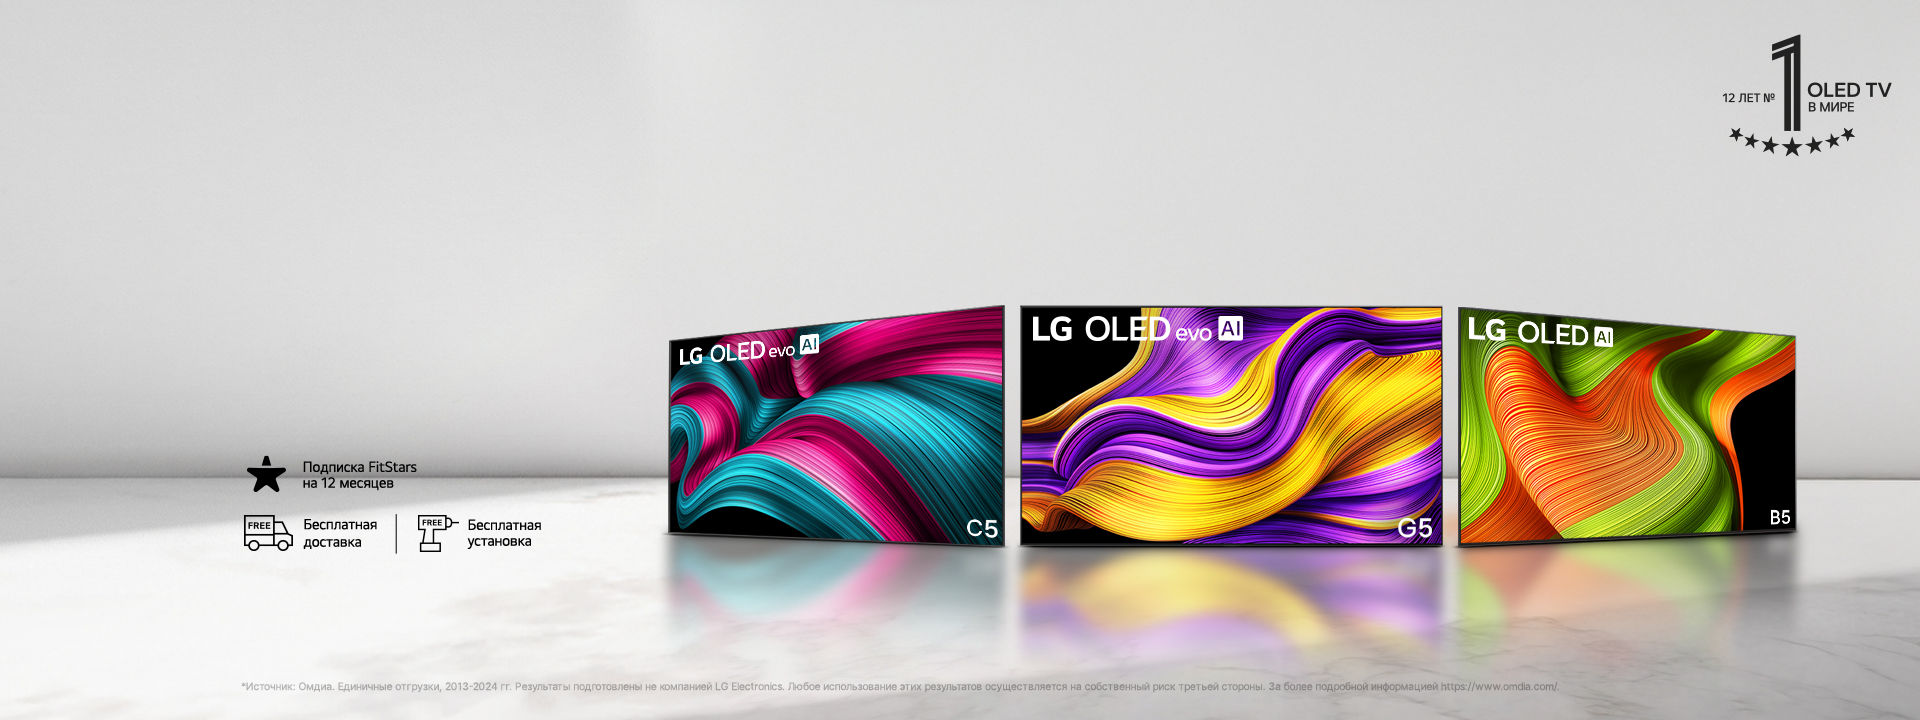 12 ЛЕТ №
1
OLED TV
В МИРЕ
LG OLED evo AI
C5
LG OLED evo AI
G5
LG OLED AI
B5
Подписка FitStars
на 12 месяцев
FREE
Бесплатная
доставка
FREE
Бесплатная
установка
*Источник: Омдиа. Единичные отгрузки, 2013-2024 гг. Результаты подготовлены не компанией LG Electronics. Любое использование этих результатов осуществляется на собственный риск третьей стороны. За более подробной информацией https://www.omdia.com/.